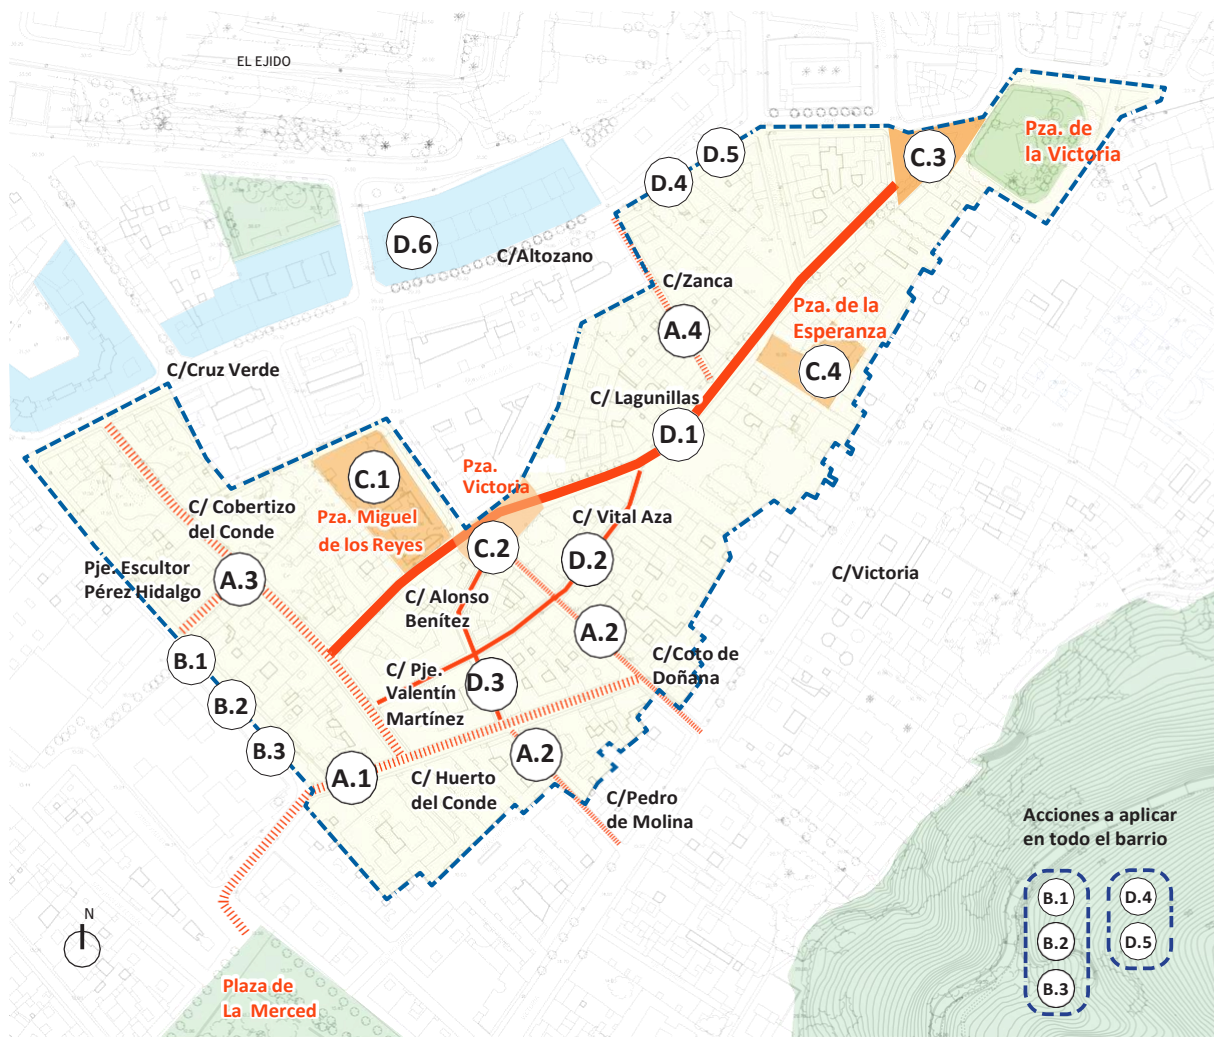 EL EJIDO
Pza. de
la Victoria
C.3
D.5
D.4
D.6
C/Altozano
C/Zanca
A.4
Pza. de la
Esperanza
C.4
C/Cruz Verde
C/ Lagunillas
D.1
Pza.
Victoria
C.1
Pza. Miguel
de los Reyes
C/ Cobertizo
del Conde
C/ Vital Aza
C.2
D.2
Pje. Escultor
Pérez Hidalgo
A.3
C/Victoria
C/ Alonso
Benítez
A.2
B.1
C/Coto de
Doñana
C/ Pje.
Valentín
Martínez
D.3
B.2
B.3
A.1
A.2
C/ Huerto
del Conde
C/Pedro
de Molina
Acciones a aplicar
en todo el barrio
B.1
D.4
B.2
D.5
B.3
N
Plaza de
La Merced